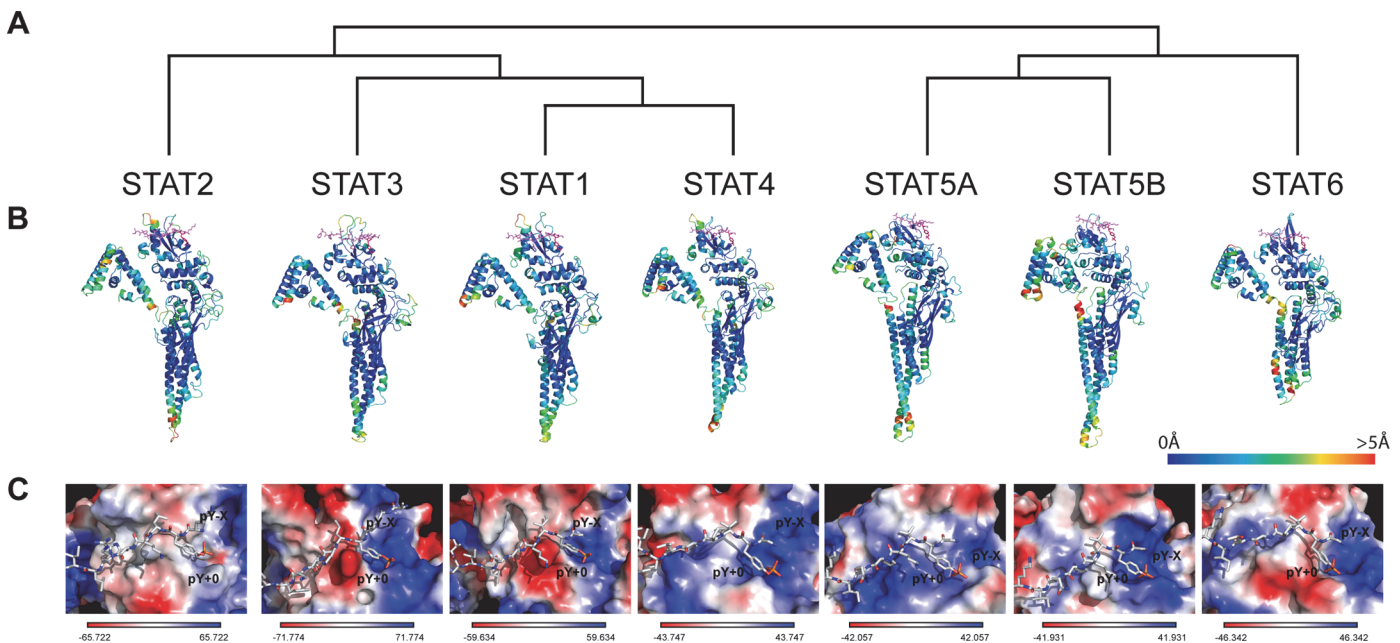 A
STAT2 STAT3 STAT1 STAT4 STAT5A STAT5B STAT6
B
0Å >5Å
C
pY-X pY-X pY-X pY-X pY-X pY-X pY-X
pY+0 pY+0 pY+0 pY+0 pY+0 pY+0 pY+0
-65.722 65.722 -71.774 71.774 -59.634 59.634 -43.747 43.747 -42.057 42.057 -41.931 41.931 -46.342 46.342